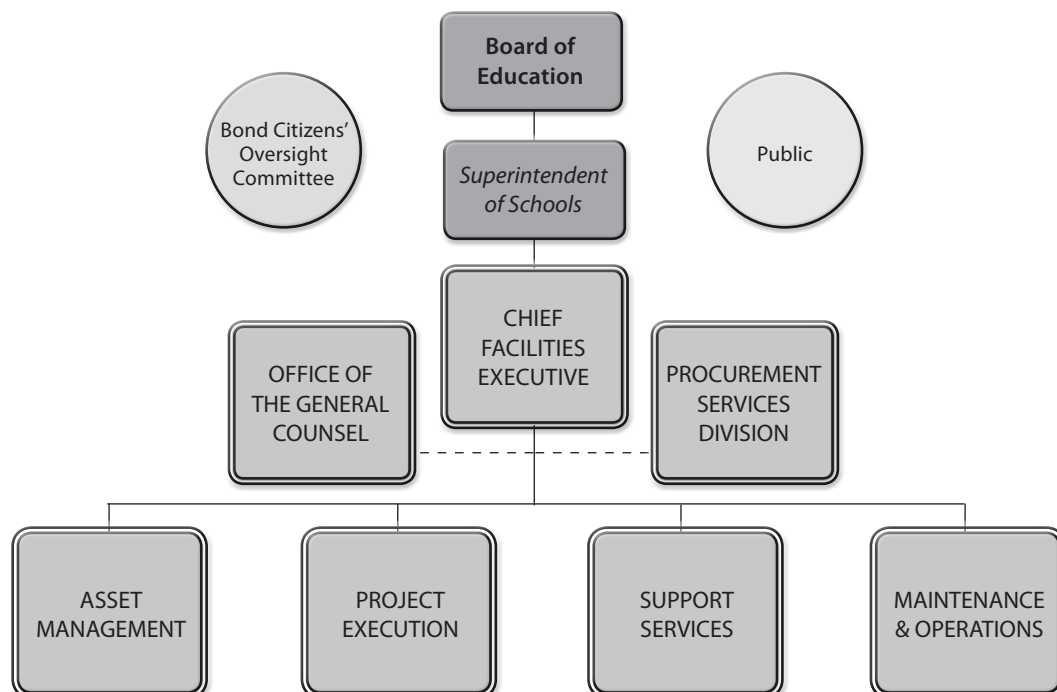 Board of
Education
Bond Citizens’
Oversight
Committee
Public
Superintendent
of Schools
CHIEF
FACILITIES
EXECUTIVE
OFFICE OF
THE GENERAL
COUNSEL
PROCUREMENT
SERVICES
DIVISION
ASSET
MANAGEMENT
PROJECT
EXECUTION
SUPPORT
SERVICES
MAINTENANCE
& OPERATIONS